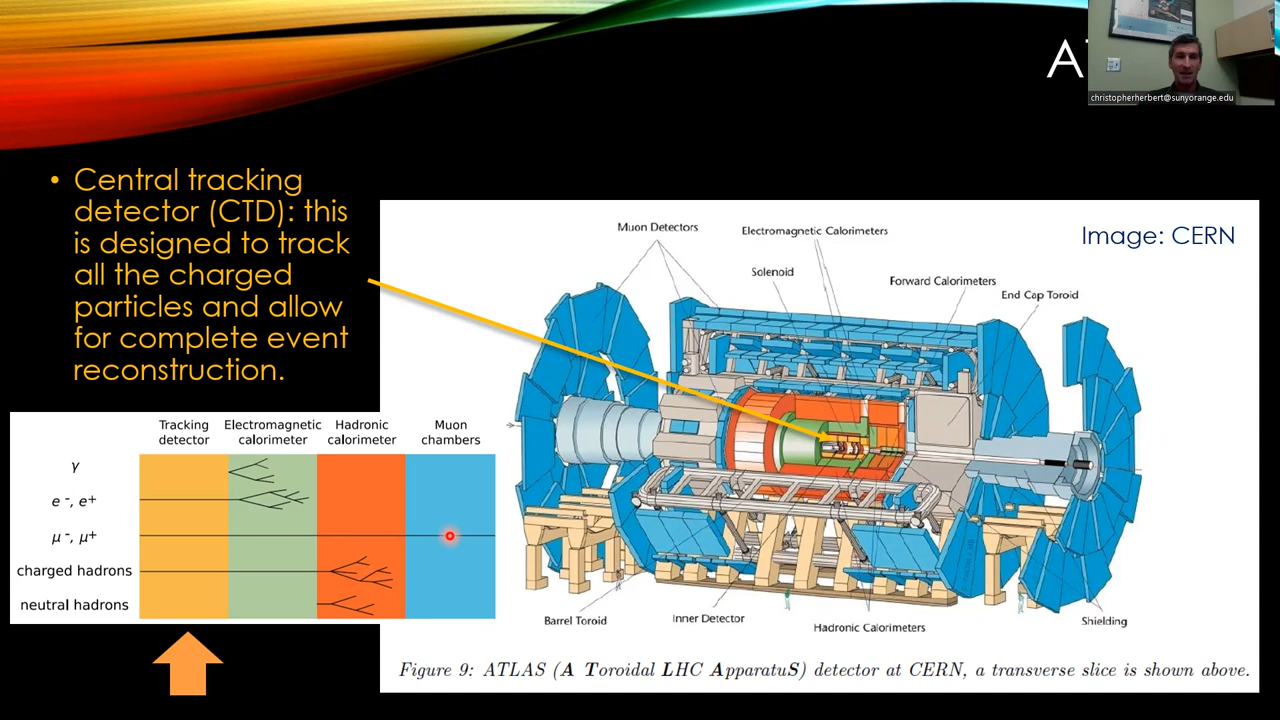 christopherherbert@sunyorange.edu
• Central tracking
detector (CTD): this
is designed to track
all the charged
particles and allow
for complete event
reconstruction.
Image: CERN
Muon Detectors
Electromagnetic Calorimeters
Solenoid
Forward Calorimeters
End Cap Toroid
Barrel Toroid
Inner Detector
Hadronic Calorimeters
Shielding
Figure 9: ATLAS (A Toroidal LHC ApparatuS) detector at CERN, a transverse slice is shown above.
Tracking
detector
Electromagnetic
calorimeter
Hadronic
calorimeter
Muon
chambers
γ
e⁻, e⁺
μ⁻, μ⁺
charged hadrons
neutral hadrons